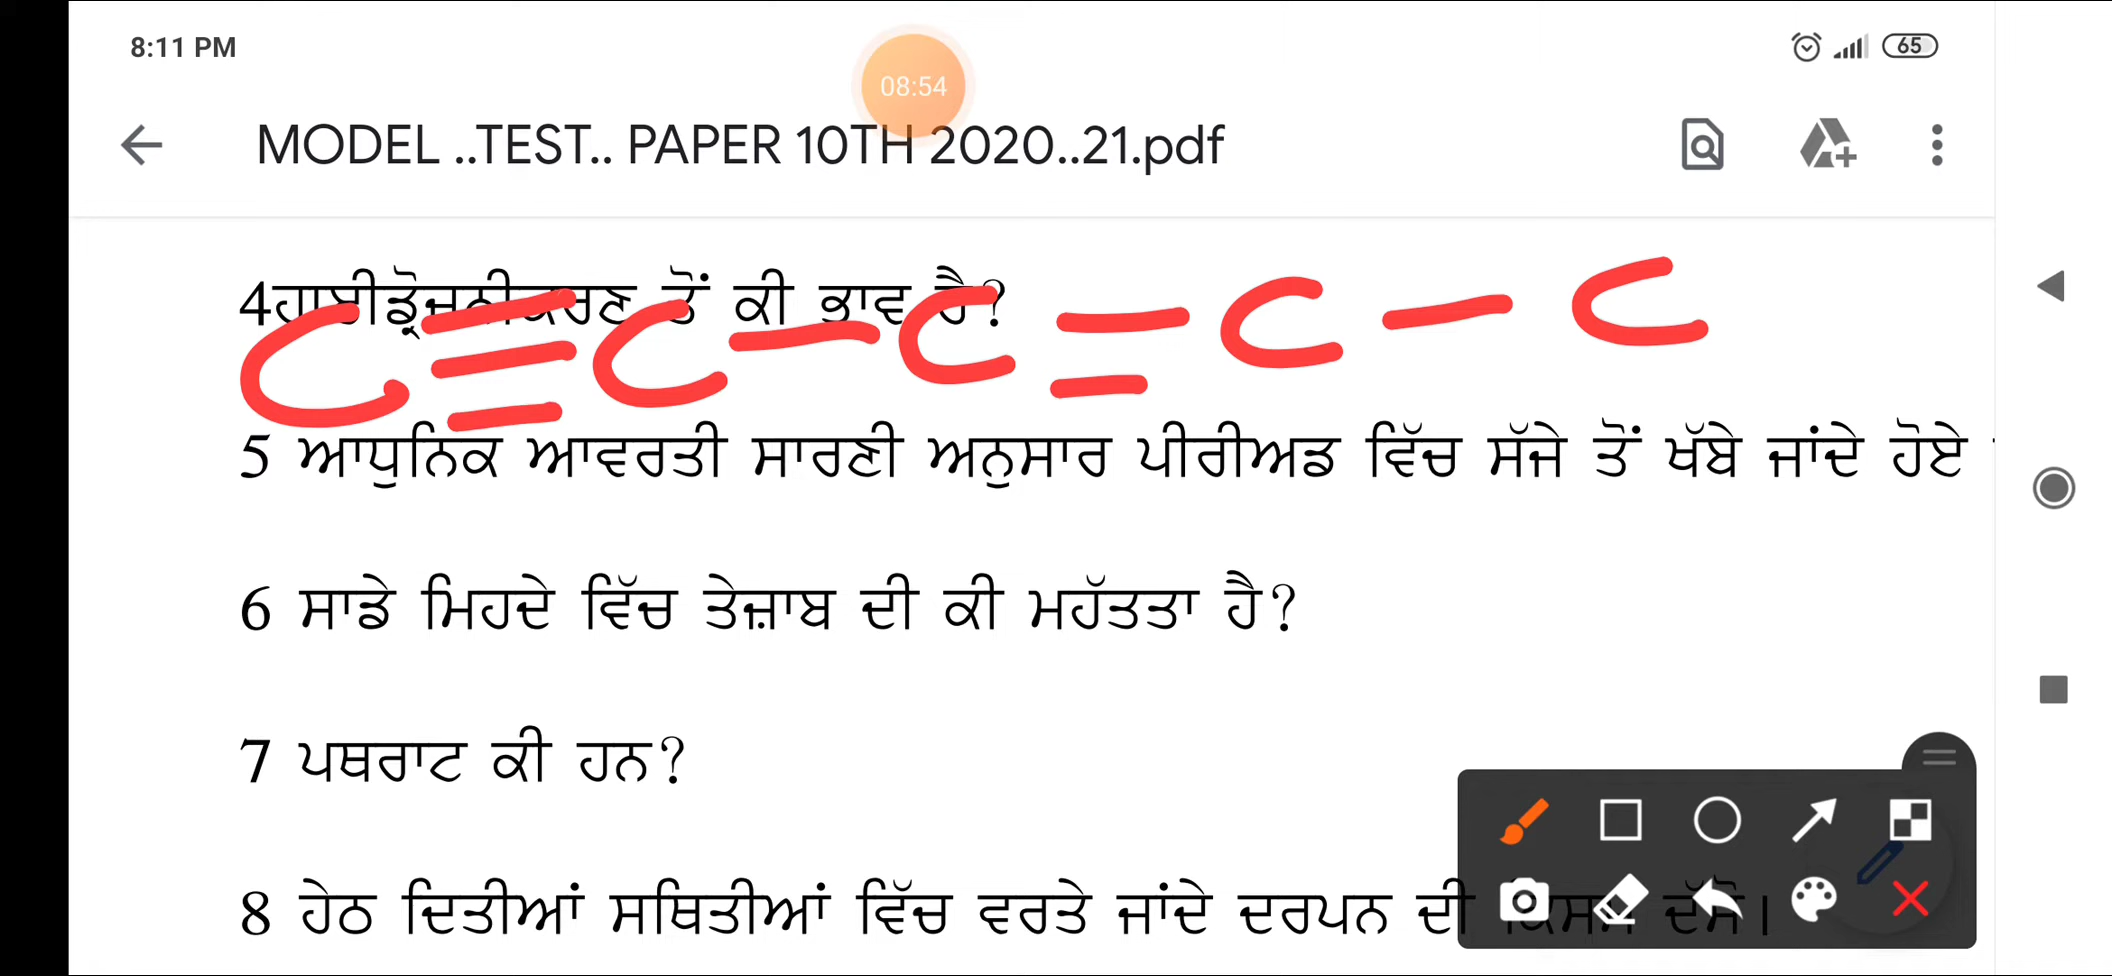 8:11 PM
08:54
65
MODEL ..TEST.. PAPER 10TH 2020..21.pdf
4ਹਾਈਡ੍ਰੋਜਨੀਕਰਣ ਤੋਂ ਕੀ ਭਾਵ ਹੈ?
C≡C-C=C-C
5 ਆਧੁਨਿਕ ਆਵਰਤੀ ਸਾਰਣੀ ਅਨੁਸਾਰ ਪੀਰੀਅਡ ਵਿੱਚ ਸੱਜੇ ਤੋਂ ਖੱਬੇ ਜਾਂਦੇ ਹੋਏ
6 ਸਾਡੇ ਮਿਹਦੇ ਵਿੱਚ ਤੇਜ਼ਾਬ ਦੀ ਕੀ ਮਹੱਤਤਾ ਹੈ?
7 ਪਥਰਾਟ ਕੀ ਹਨ?
8 ਹੇਠ ਦਿਤੀਆਂ ਸਥਿਤੀਆਂ ਵਿੱਚ ਵਰਤੇ ਜਾਂਦੇ ਦਰਪਨ ਦੀ ਕਿਸਮ ਦੱਸੋ।